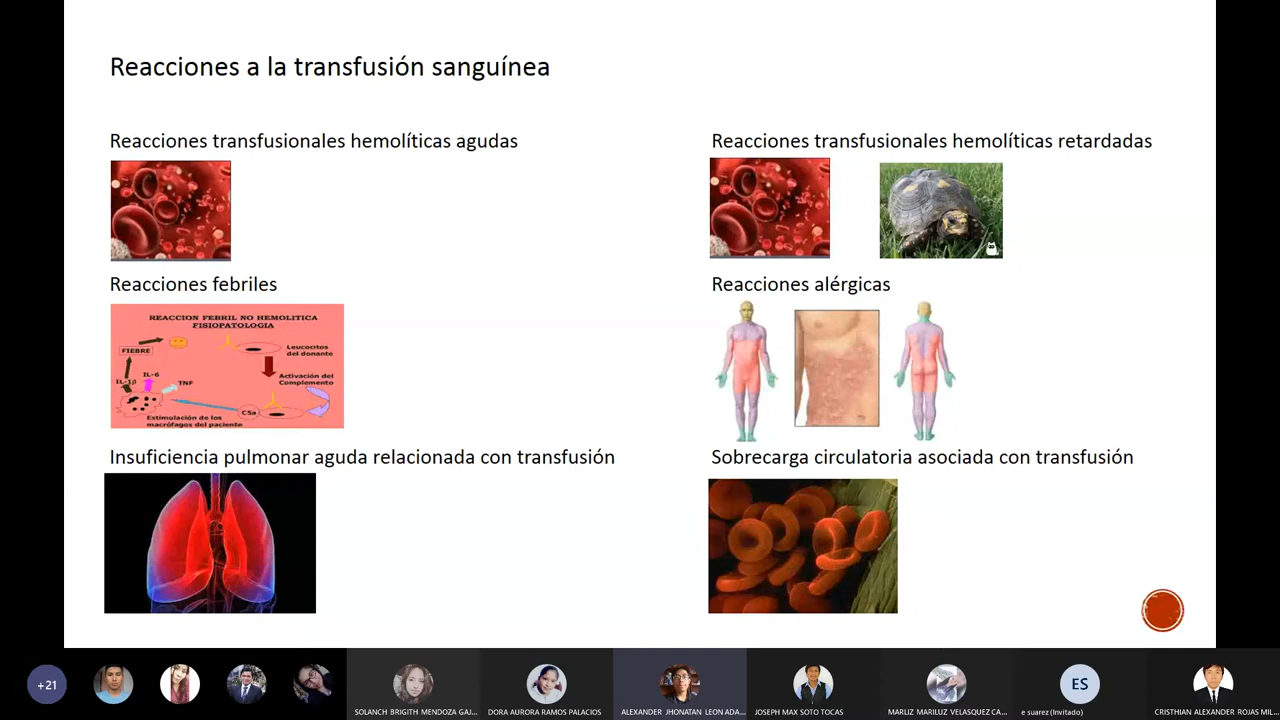 Reacciones a la transfusión sanguínea
Reacciones transfusionales hemolíticas agudas
Reacciones transfusionales hemolíticas retardadas
Reacciones febriles
Reacciones alérgicas
REACCION FEBRIL NO HEMOLITICA
FISIOPATOLOGIA
FIEBRE
Leucocitos
del donante
IL-1β
IL-6
TNF
Activación del
Complemento
C5a
Estimulación de los
macrófagos del paciente
Insuficiencia pulmonar aguda relacionada con transfusión
Sobrecarga circulatoria asociada con transfusión
+21
ES
SOLANCH BRIGITH MENDOZA GAJ...
DORA AURORA RAMOS PALACIOS
ALEXANDER JHONATAN LEON ADA...
JOSEPH MAX SOTO TOCAS
MARLIZ MARILUZ VELASQUEZ CA...
e suarez (Invitado)
CRISTHIAN ALEXANDER ROJAS MIL...